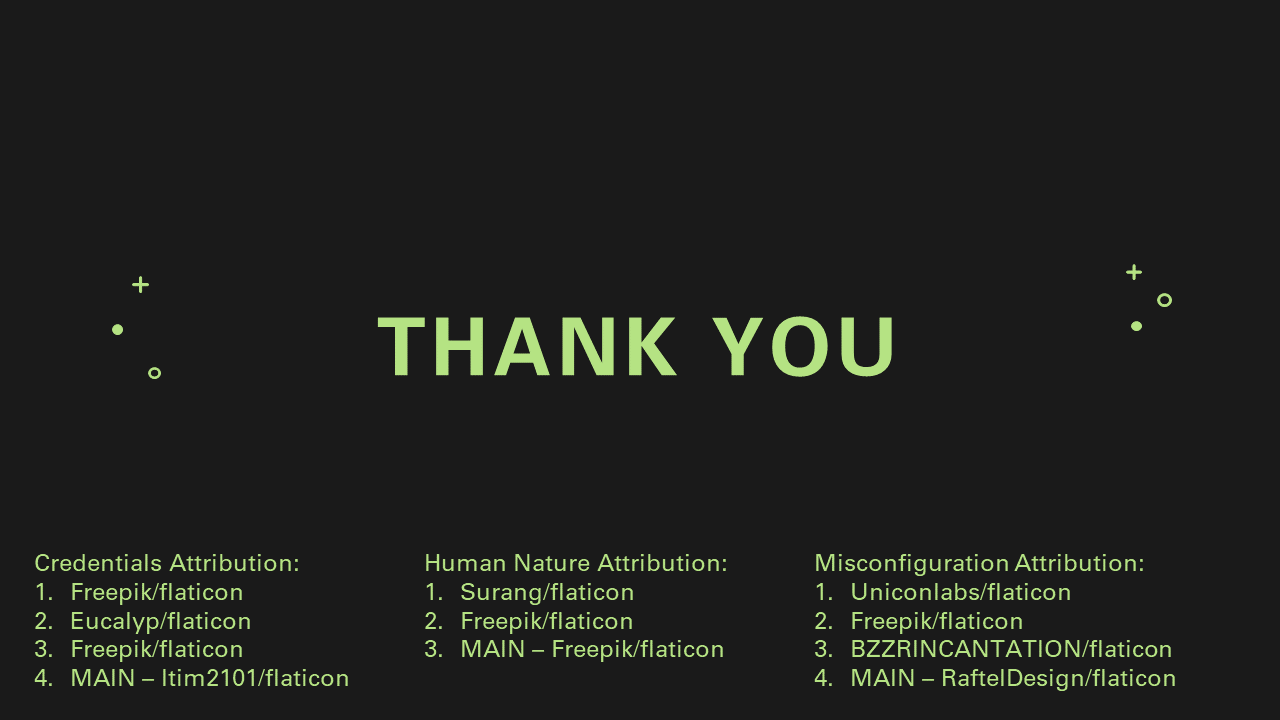 THANK YOU
Credentials Attribution:
1. Freepik/flaticon
2. Eucalyp/flaticon
3. Freepik/flaticon
4. MAIN – ltim2101/flaticon
Human Nature Attribution:
1. Surang/flaticon
2. Freepik/flaticon
3. MAIN – Freepik/flaticon
Misconfiguration Attribution:
1. Uniconlabs/flaticon
2. Freepik/flaticon
3. BZZRINCANTATION/flaticon
4. MAIN – RaftelDesign/flaticon